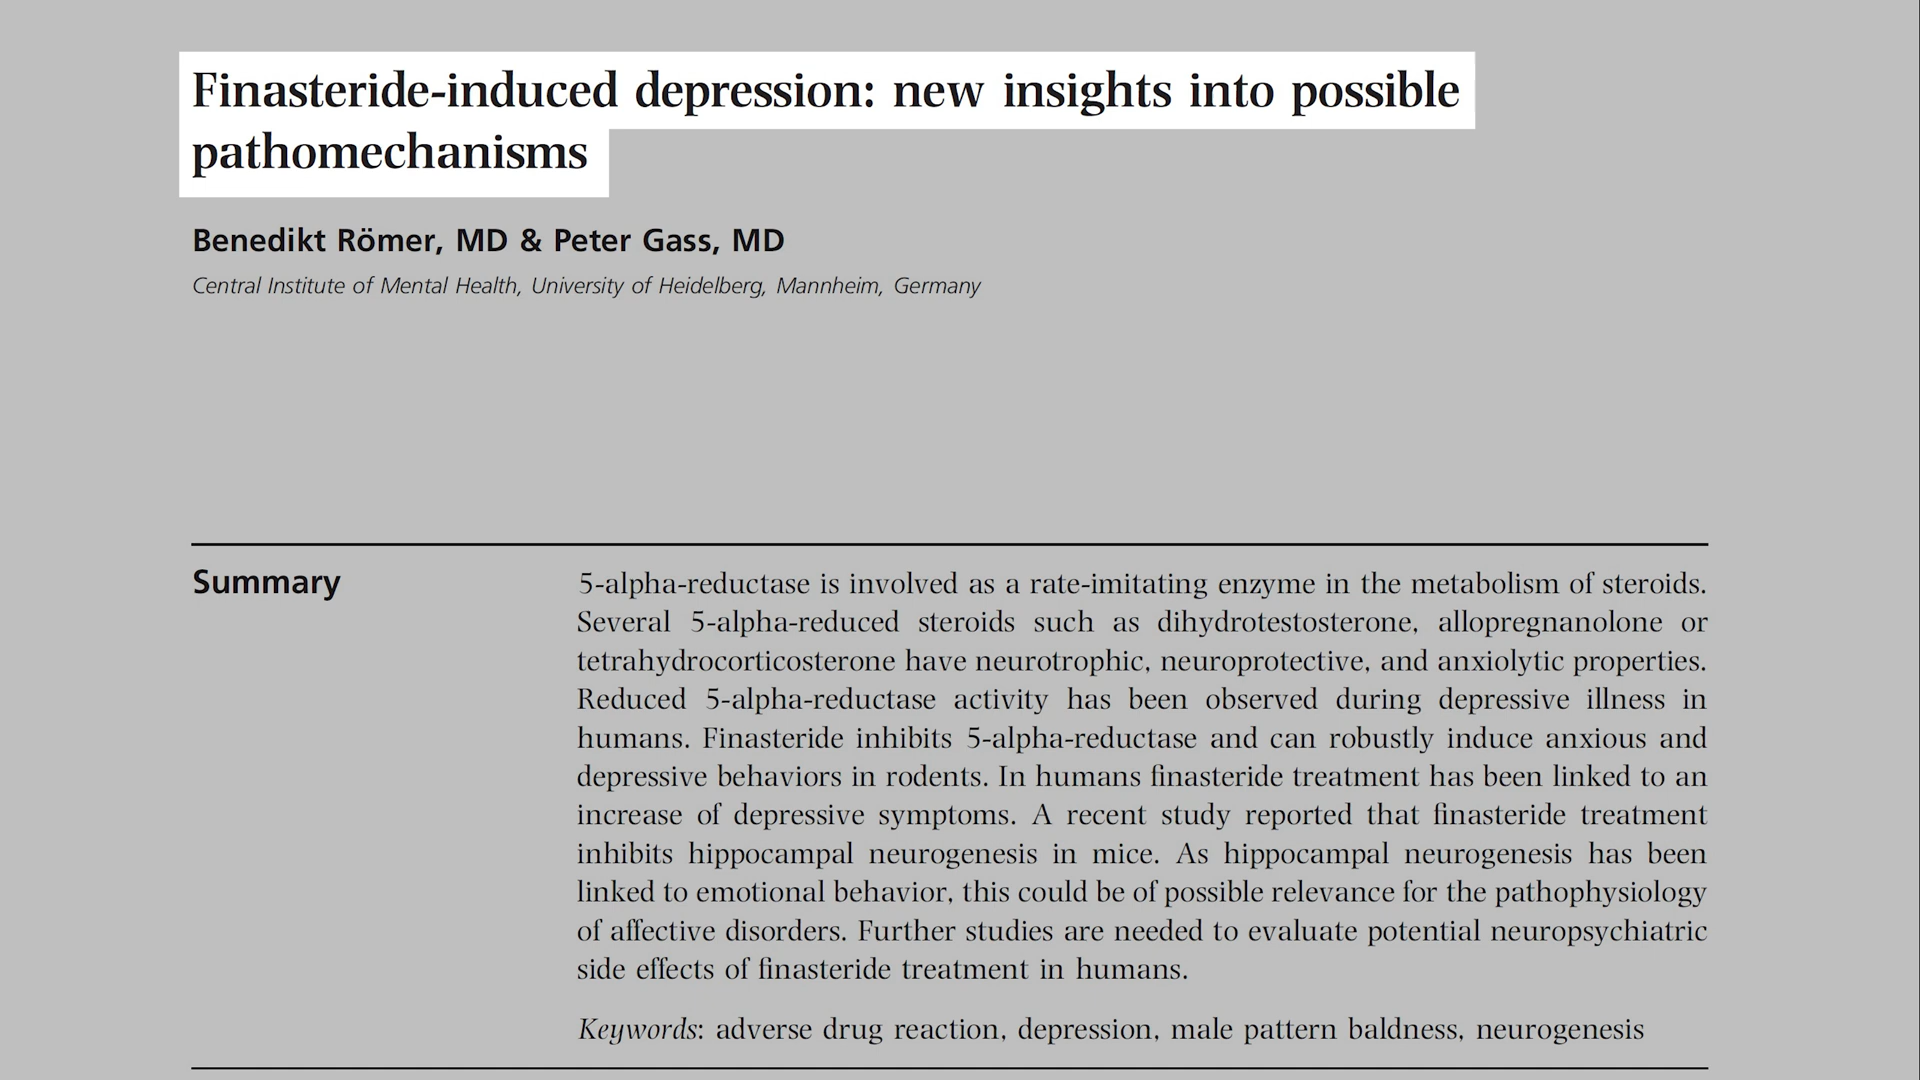 Finasteride-induced depression: new insights into possible
pathomechanisms
Benedikt Römer, MD & Peter Gass, MD
Central Institute of Mental Health, University of Heidelberg, Mannheim, Germany
Summary
5-alpha-reductase is involved as a rate-imitating enzyme in the metabolism of steroids.
Several 5-alpha-reduced steroids such as dihydrotestosterone, allopregnanolone or
tetrahydrocorticosterone have neurotrophic, neuroprotective, and anxiolytic properties.
Reduced 5-alpha-reductase activity has been observed during depressive illness in
humans. Finasteride inhibits 5-alpha-reductase and can robustly induce anxious and
depressive behaviors in rodents. In humans finasteride treatment has been linked to an
increase of depressive symptoms. A recent study reported that finasteride treatment
inhibits hippocampal neurogenesis in mice. As hippocampal neurogenesis has been
linked to emotional behavior, this could be of possible relevance for the pathophysiology
of affective disorders. Further studies are needed to evaluate potential neuropsychiatric
side effects of finasteride treatment in humans.
Keywords: adverse drug reaction, depression, male pattern baldness, neurogenesis